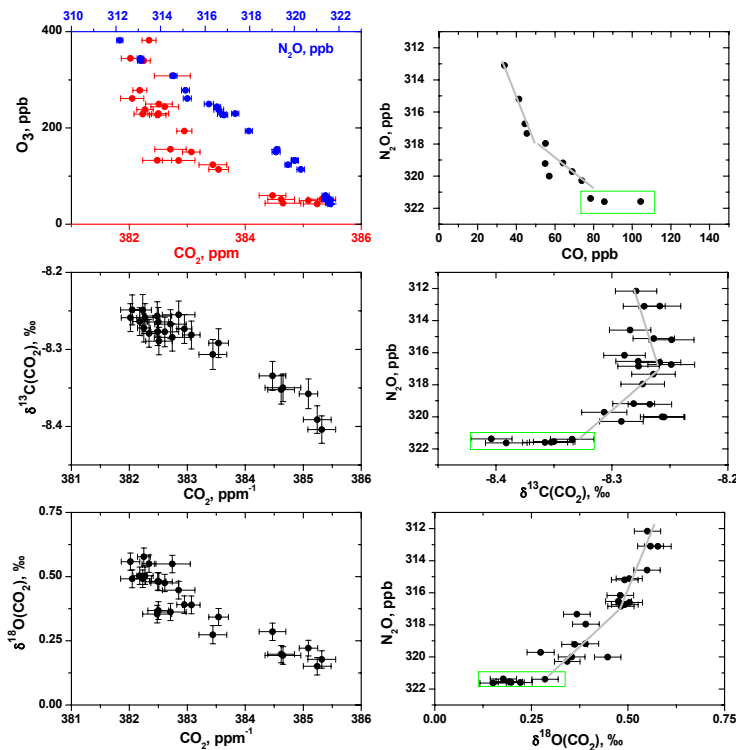 310 312 314 316 318 320 322
N₂O, ppb
400
200
0
O₃, ppb
382 384 386
CO₂, ppm
312
314
316
318
320
322
N₂O, ppb
0 20 40 60 80 100 120 140
CO, ppb
-8.2
-8.3
-8.4
δ¹³C(CO₂), ‰
381 382 383 384 385 386
CO₂, ppm⁻¹
312
314
316
318
320
322
N₂O, ppb
-8.4 -8.3 -8.2
δ¹³C(CO₂), ‰
0.75
0.50
0.25
0.00
δ¹⁸O(CO₂), ‰
381 382 383 384 385 386
CO₂, ppm⁻¹
312
314
316
318
320
322
N₂O, ppb
0.00 0.25 0.50 0.75
δ¹⁸O(CO₂), ‰